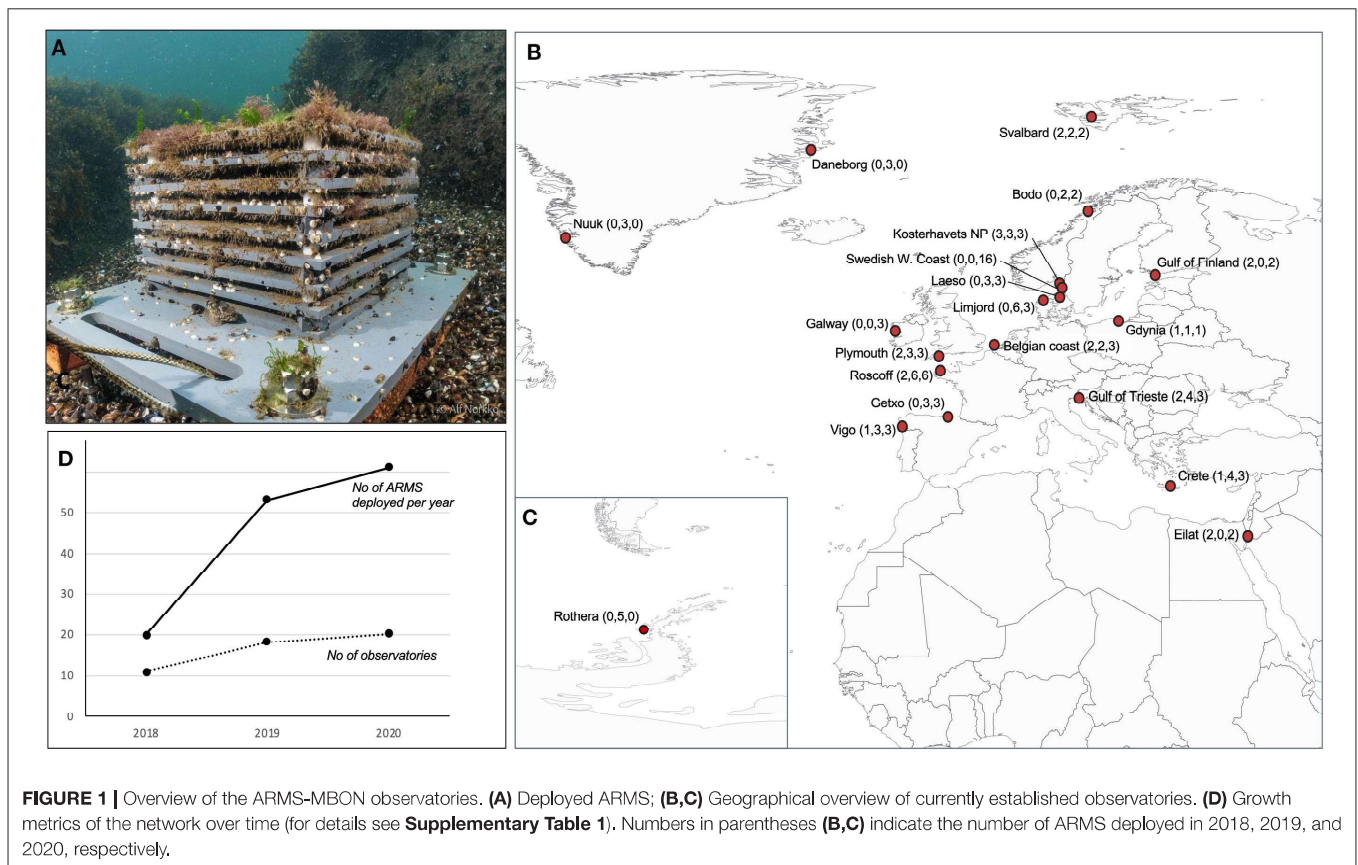 A
© Alf Norkko
C
B
Svalbard (2,2,2)
Daneborg (0,3,0)
Bodo (0,2,2)
Nuuk (0,3,0)
Kosterhavets NP (3,3,3)
Swedish W. Coast (0,0,16)
Gulf of Finland (2,0,2)
Laeso (0,3,3)
Limjord (0,6,3)
Galway (0,0,3)
Gdynia (1,1,1)
Belgian coast (2,2,3)
Plymouth (2,3,3)
Roscoff (2,6,6)
Gulf of Trieste (2,4,3)
Getxo (0,3,3)
Vigo (1,3,3)
Crete (1,4,3)
Eilat (2,0,2)
C
Rothera (0,5,0)
D
No of ARMS
deployed per year
50
40
30
20
No of observatories
10
0
2018 2019 2020
FIGURE 1 | Overview of the ARMS-MBON observatories. (A) Deployed ARMS; (B,C) Geographical overview of currently established observatories. (D) Growth
metrics of the network over time (for details see Supplementary Table 1). Numbers in parentheses (B,C) indicate the number of ARMS deployed in 2018, 2019, and
2020, respectively.